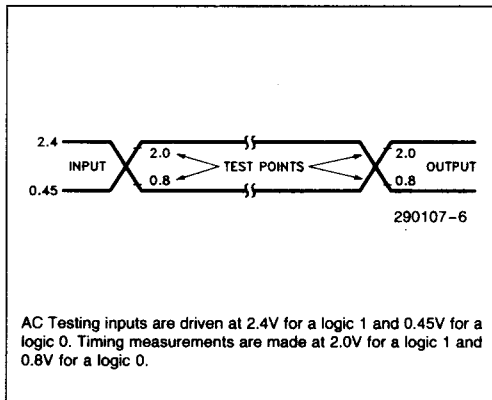 2.4
2.0
2.0
INPUT
TEST POINTS
OUTPUT
0.45
0.8
0.8
290107-6
AC Testing inputs are driven at 2.4V for a logic 1 and 0.45V for a
logic 0. Timing measurements are made at 2.0V for a logic 1 and
0.8V for a logic 0.